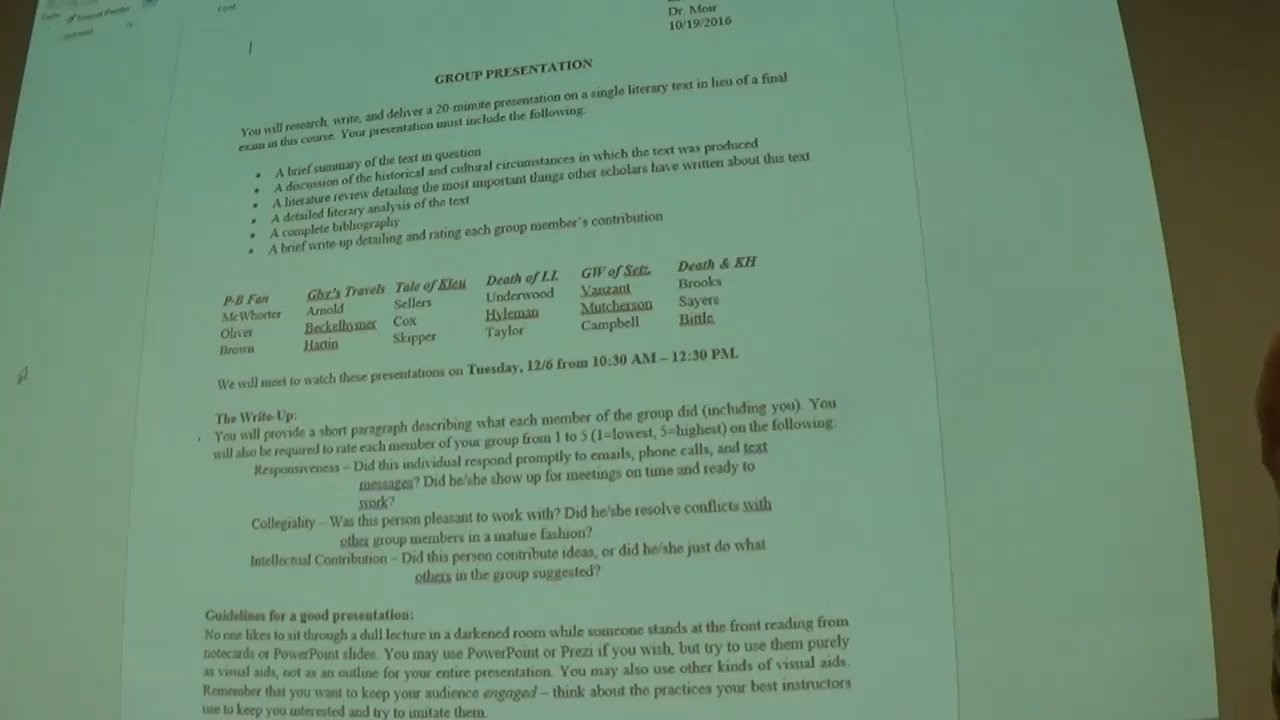 Format Painter
Font
Dr. Moir
10/19/2016
GROUP PRESENTATION
You will research, write, and deliver a 20-minute presentation on a single literary text in lieu of a final
exam in this course. Your presentation must include the following:
• A brief summary of the text in question
• A discussion of the historical and cultural circumstances in which the text was produced
• A literature review detailing the most important things other scholars have written about this text
• A detailed literary analysis of the text
• A complete bibliography
• A brief write-up detailing and rating each group member's contribution
P-B Fan Glvr's Travels Tale of Kieu Death of I.I. GW of Setz. Death & KH
McWhorter Arnold Sellers Underwood Vanzant Brooks
Oliver Beckelhymer Cox Hyleman Mutcherson Sayers
Brown Hartin Skipper Taylor Campbell Bittle
We will meet to watch these presentations on Tuesday, 12/6 from 10:30 AM – 12:30 PM.
The Write-Up:
You will provide a short paragraph describing what each member of the group did (including you). You
will also be required to rate each member of your group from 1 to 5 (1=lowest, 5=highest) on the following:
Responsiveness – Did this individual respond promptly to emails, phone calls, and text
messages? Did he/she show up for meetings on time and ready to
work?
Collegiality – Was this person pleasant to work with? Did he/she resolve conflicts with
other group members in a mature fashion?
Intellectual Contribution – Did this person contribute ideas, or did he/she just do what
others in the group suggested?
Guidelines for a good presentation:
No one likes to sit through a dull lecture in a darkened room while someone stands at the front reading from
notecards or PowerPoint slides. You may use PowerPoint or Prezi if you wish, but try to use them purely
as visual aids, not as an outline for your entire presentation. You may also use other kinds of visual aids.
Remember that you want to keep your audience engaged – think about the practices your best instructors
use to keep you interested and try to imitate them.